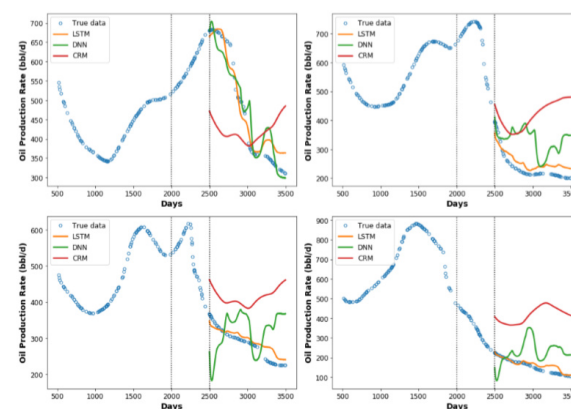 True data
LSTM
DNN
CRM
Oil Production Rate (bbl/d)
700
650
600
550
500
450
400
350
300
500 1000 1500 2000 2500 3000 3500
Days
True data
LSTM
DNN
CRM
Oil Production Rate (bbl/d)
700
600
500
400
300
200
500 1000 1500 2000 2500 3000 350
Days
True data
LSTM
DNN
CRM
Oil Production Rate (bbl/d)
600
500
400
300
200
500 1000 1500 2000 2500 3000 3500
Days
True data
LSTM
DNN
CRM
Oil Production Rate (bbl/d)
900
800
700
600
500
400
300
200
100
500 1000 1500 2000 2500 3000 350
Days